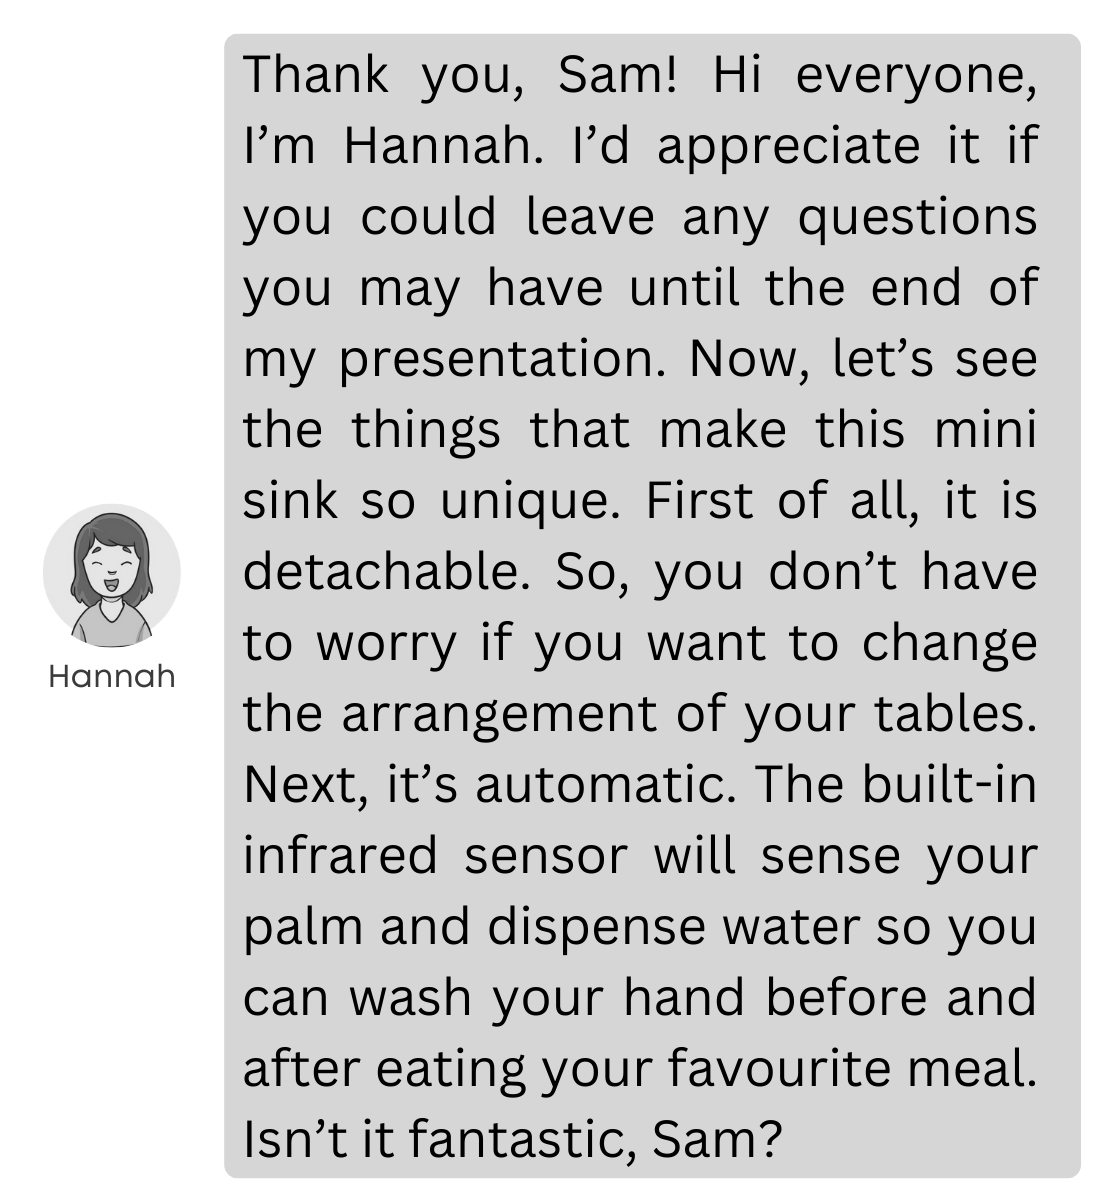 Thank you, Sam! Hi everyone,
I’m Hannah. I’d appreciate it if
you could leave any questions
you may have until the end of
my presentation. Now, let’s see
the things that make this mini
sink so unique. First of all, it is
detachable. So, you don’t have
to worry if you want to change
the arrangement of your tables.
Next, it’s automatic. The built-in
infrared sensor will sense your
palm and dispense water so you
can wash your hand before and
after eating your favourite meal.
Isn’t it fantastic, Sam?
Hannah